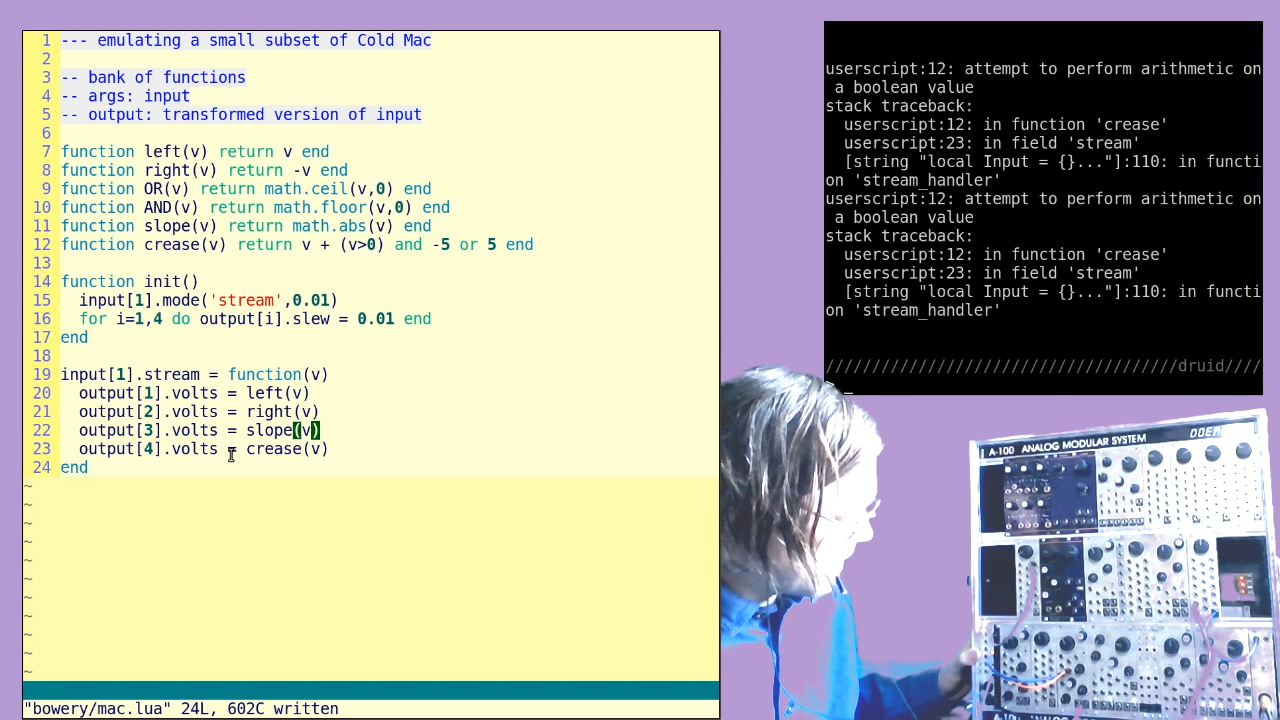 1 --- emulating a small subset of Cold Mac
2
3 -- bank of functions
4 -- args: input
5 -- output: transformed version of input
6
7 function left(v) return v end
8 function right(v) return -v end
9 function OR(v) return math.ceil(v,0) end
10 function AND(v) return math.floor(v,0) end
11 function slope(v) return math.abs(v) end
12 function crease(v) return v + (v>0) and -5 or 5 end
13
14 function init()
15   input[1].mode('stream',0.01)
16   for i=1,4 do output[i].slew = 0.01 end
17 end
18
19 input[1].stream = function(v)
20   output[1].volts = left(v)
21   output[2].volts = right(v)
22   output[3].volts = slope(v)
23   output[4].volts = crease(v)
24 end
~
~
~
~
~
~
~
~
~
~
~
"bowery/mac.lua" 24L, 602C written
userscript:12: attempt to perform arithmetic on
 a boolean value
stack traceback:
  userscript:12: in function 'crease'
  userscript:23: in field 'stream'
  [string "local Input = {}..."]:110: in functi
on 'stream_handler'
userscript:12: attempt to perform arithmetic on
 a boolean value
stack traceback:
  userscript:12: in function 'crease'
  userscript:23: in field 'stream'
  [string "local Input = {}..."]:110: in functi
on 'stream_handler'
//////////////////////////////////////druid////
> _
A-100 ANALOG MODULAR SYSTEM